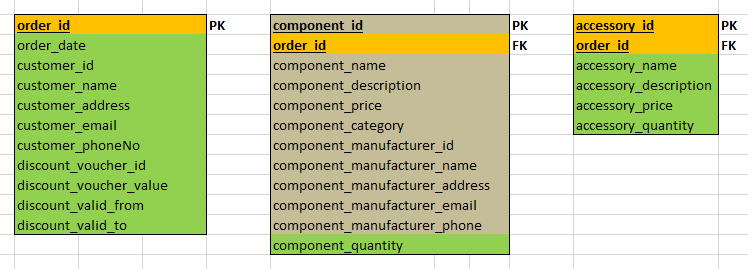 order_id PK
order_date
customer_id
customer_name
customer_address
customer_email
customer_phoneNo
discount_voucher_id
discount_voucher_value
discount_valid_from
discount_valid_to
component_id PK
order_id FK
component_name
component_description
component_price
component_category
component_manufacturer_id
component_manufacturer_name
component_manufacturer_address
component_manufacturer_email
component_manufacturer_phone
component_quantity
accessory_id PK
order_id FK
accessory_name
accessory_description
accessory_price
accessory_quantity